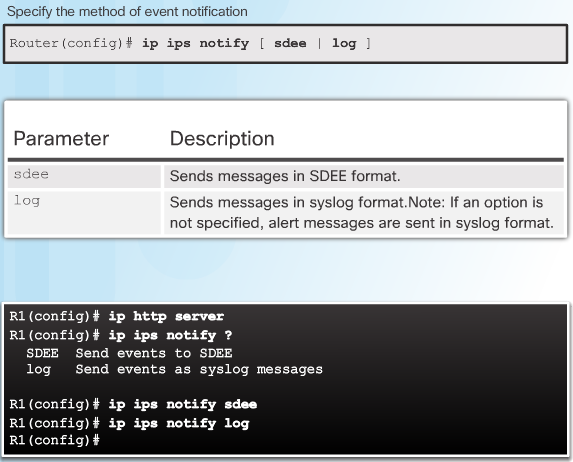 Specify the method of event notification
Router(config)# ip ips notify [ sdee | log ]
Parameter Description
sdee Sends messages in SDEE format.
log Sends messages in syslog format.Note: If an option is
not specified, alert messages are sent in syslog format.
R1(config)# ip http server
R1(config)# ip ips notify ?
SDEE Send events to SDEE
log Send events as syslog messages
R1(config)# ip ips notify sdee
R1(config)# ip ips notify log
R1(config)#